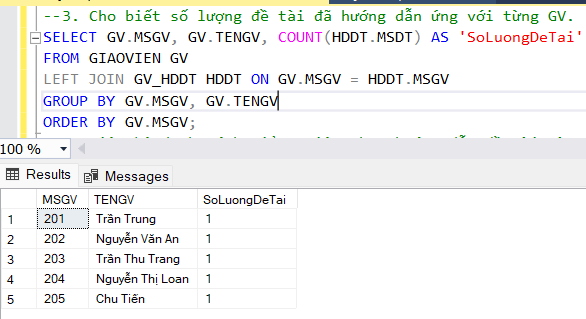 --3. Cho biết số lượng đề tài đã hướng dẫn ứng với từng GV.
SELECT GV.MSGV, GV.TENGV, COUNT(HDDT.MSDT) AS 'SoLuongDeTai'
FROM GIAOVIEN GV
LEFT JOIN GV_HDDT HDDT ON GV.MSGV = HDDT.MSGV
GROUP BY GV.MSGV, GV.TENGV
ORDER BY GV.MSGV;
100 %
Results Messages
MSGV TENGV SoLuongDeTai
1 201 Trần Trung 1
2 202 Nguyễn Văn An 1
3 203 Trần Thu Trang 1
4 204 Nguyễn Thị Loan 1
5 205 Chu Tiến 1